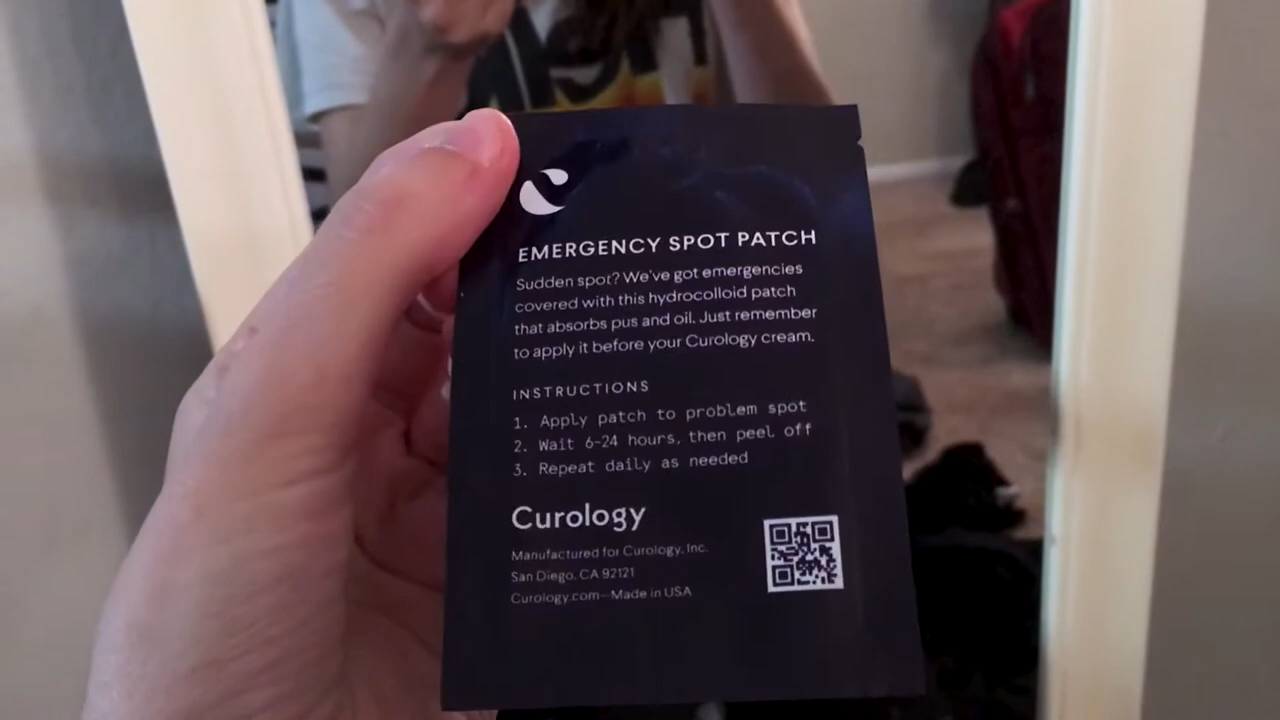 EMERGENCY SPOT PATCH
Sudden spot? We've got emergencies
covered with this hydrocolloid patch
that absorbs pus and oil. Just remember
to apply it before your Curology cream.
INSTRUCTIONS
1. Apply patch to problem spot
2. Wait 6-24 hours, then peel off
3. Repeat daily as needed
Curology
Manufactured for Curology, Inc.
San Diego, CA 92121
Curology.com—Made in USA